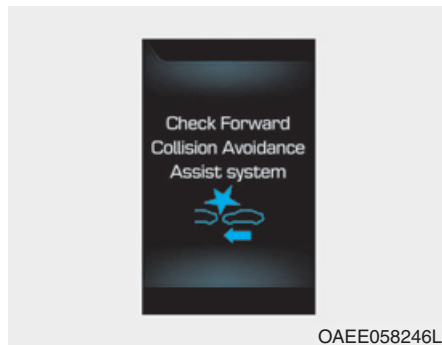 Check Forward
Collision Avoidance
Assist system
OAEE058246L